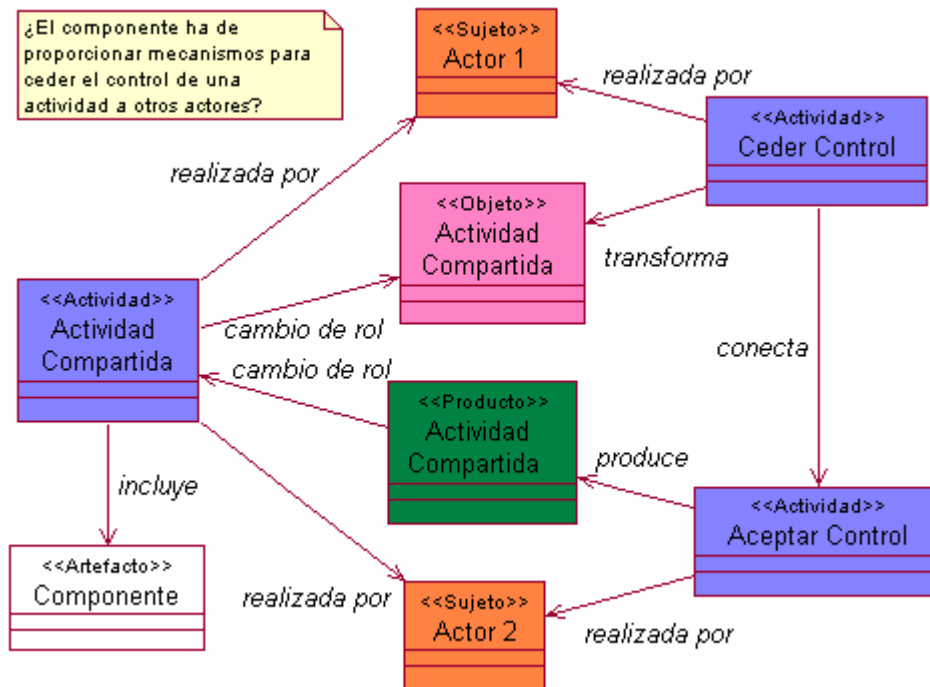 ¿El componente ha de
proporcionar mecanismos para
ceder el control de una
actividad a otros actores?
<<Sujeto>>
Actor 1
realizada por
<<Actividad>>
Ceder Control
realizada por
<<Objeto>>
Actividad
Compartida
transforma
<<Actividad>>
Actividad
Compartida
cambio de rol
conecta
cambio de rol
<<Producto>>
Actividad
Compartida
produce
incluye
<<Actividad>>
Aceptar Control
<<Artefacto>>
Componente
realizada por
<<Sujeto>>
Actor 2
realizada por